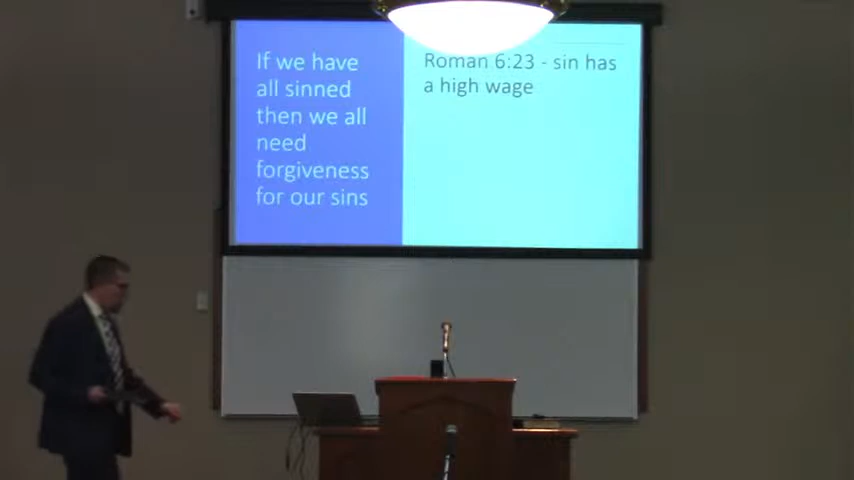 If we have
all sinned
then we all
need
forgiveness
for our sins
Roman 6:23 - sin has
a high wage